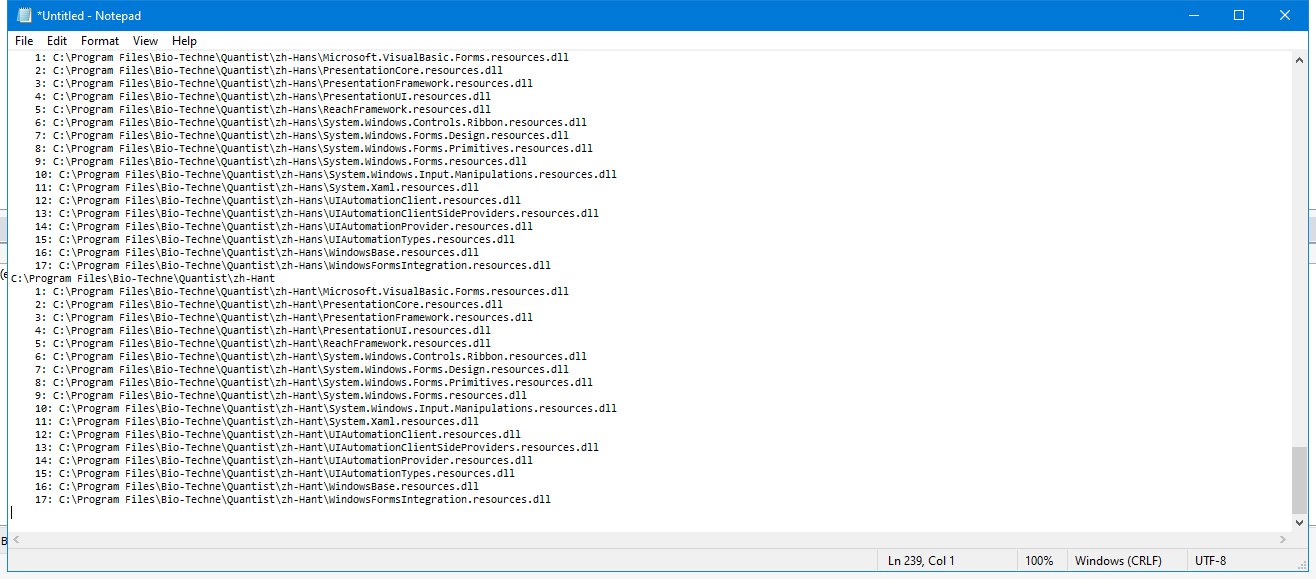 *Untitled - Notepad
File Edit Format View Help
1: C:\Program Files\Bio-Techne\Quantist\zh-Hans\Microsoft.VisualBasic.Forms.resources.dll
2: C:\Program Files\Bio-Techne\Quantist\zh-Hans\PresentationCore.resources.dll
3: C:\Program Files\Bio-Techne\Quantist\zh-Hans\PresentationFramework.resources.dll
4: C:\Program Files\Bio-Techne\Quantist\zh-Hans\PresentationUI.resources.dll
5: C:\Program Files\Bio-Techne\Quantist\zh-Hans\ReachFramework.resources.dll
6: C:\Program Files\Bio-Techne\Quantist\zh-Hans\System.Windows.Controls.Ribbon.resources.dll
7: C:\Program Files\Bio-Techne\Quantist\zh-Hans\System.Windows.Forms.Design.resources.dll
8: C:\Program Files\Bio-Techne\Quantist\zh-Hans\System.Windows.Forms.Primitives.resources.dll
9: C:\Program Files\Bio-Techne\Quantist\zh-Hans\System.Windows.Forms.resources.dll
10: C:\Program Files\Bio-Techne\Quantist\zh-Hans\System.Windows.Input.Manipulations.resources.dll
11: C:\Program Files\Bio-Techne\Quantist\zh-Hans\System.Xaml.resources.dll
12: C:\Program Files\Bio-Techne\Quantist\zh-Hans\UIAutomationClient.resources.dll
13: C:\Program Files\Bio-Techne\Quantist\zh-Hans\UIAutomationClientSideProviders.resources.dll
14: C:\Program Files\Bio-Techne\Quantist\zh-Hans\UIAutomationProvider.resources.dll
15: C:\Program Files\Bio-Techne\Quantist\zh-Hans\UIAutomationTypes.resources.dll
16: C:\Program Files\Bio-Techne\Quantist\zh-Hans\WindowsBase.resources.dll
17: C:\Program Files\Bio-Techne\Quantist\zh-Hans\WindowsFormsIntegration.resources.dll
C:\Program Files\Bio-Techne\Quantist\zh-Hant
1: C:\Program Files\Bio-Techne\Quantist\zh-Hant\Microsoft.VisualBasic.Forms.resources.dll
2: C:\Program Files\Bio-Techne\Quantist\zh-Hant\PresentationCore.resources.dll
3: C:\Program Files\Bio-Techne\Quantist\zh-Hant\PresentationFramework.resources.dll
4: C:\Program Files\Bio-Techne\Quantist\zh-Hant\PresentationUI.resources.dll
5: C:\Program Files\Bio-Techne\Quantist\zh-Hant\ReachFramework.resources.dll
6: C:\Program Files\Bio-Techne\Quantist\zh-Hant\System.Windows.Controls.Ribbon.resources.dll
7: C:\Program Files\Bio-Techne\Quantist\zh-Hant\System.Windows.Forms.Design.resources.dll
8: C:\Program Files\Bio-Techne\Quantist\zh-Hant\System.Windows.Forms.Primitives.resources.dll
9: C:\Program Files\Bio-Techne\Quantist\zh-Hant\System.Windows.Forms.resources.dll
10: C:\Program Files\Bio-Techne\Quantist\zh-Hant\System.Windows.Input.Manipulations.resources.dll
11: C:\Program Files\Bio-Techne\Quantist\zh-Hant\System.Xaml.resources.dll
12: C:\Program Files\Bio-Techne\Quantist\zh-Hant\UIAutomationClient.resources.dll
13: C:\Program Files\Bio-Techne\Quantist\zh-Hant\UIAutomationClientSideProviders.resources.dll
14: C:\Program Files\Bio-Techne\Quantist\zh-Hant\UIAutomationProvider.resources.dll
15: C:\Program Files\Bio-Techne\Quantist\zh-Hant\UIAutomationTypes.resources.dll
16: C:\Program Files\Bio-Techne\Quantist\zh-Hant\WindowsBase.resources.dll
17: C:\Program Files\Bio-Techne\Quantist\zh-Hant\WindowsFormsIntegration.resources.dll
Ln 239, Col 1 100% Windows (CRLF) UTF-8